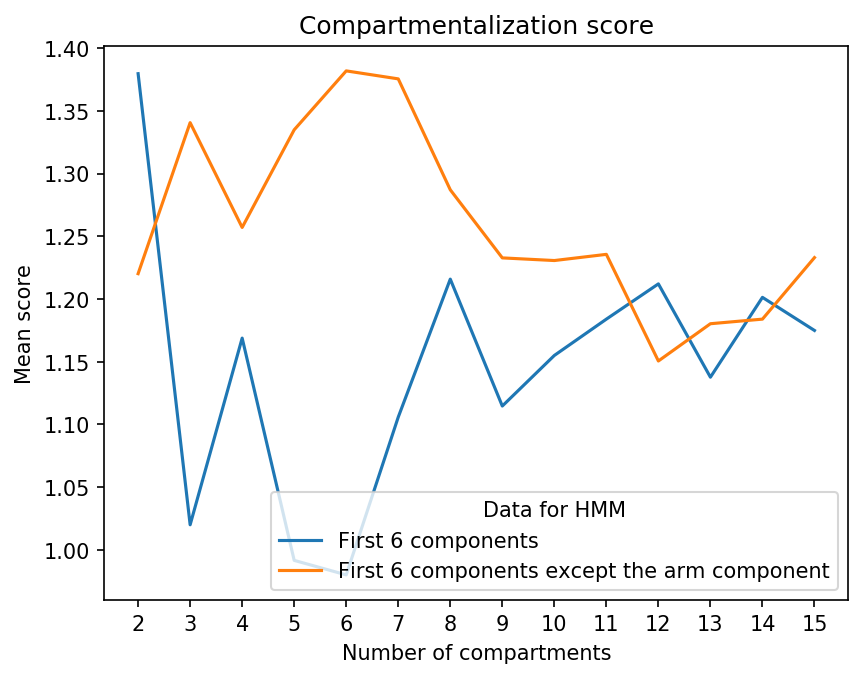 Compartmentalization score
Mean score
1.40
1.35
1.30
1.25
1.20
1.15
1.10
1.05
1.00
Data for HMM
First 6 components
First 6 components except the arm component
2 3 4 5 6 7 8 9 10 11 12 13 14 15
Number of compartments